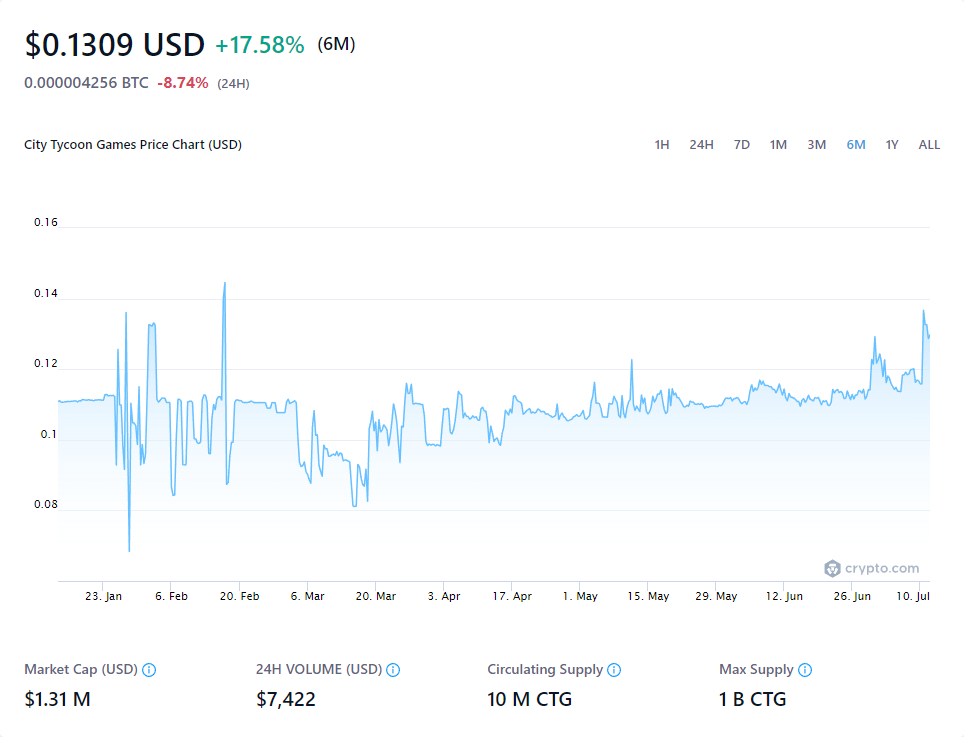 $0.1309 USD +17.58% (6M)
0.000004256 BTC -8.74% (24H)
City Tycoon Games Price Chart (USD) 1H 24H 7D 1M 3M 6M 1Y ALL
0.16
0.14
0.12
0.1
0.08
crypto.com
23. Jan 6. Feb 20. Feb 6. Mar 20. Mar 3. Apr 17. Apr 1. May 15. May 29. May 12. Jun 26. Jun 10. Jul
Market Cap (USD) 24H VOLUME (USD) Circulating Supply Max Supply
$1.31 M $7,422 10 M CTG 1 B CTG